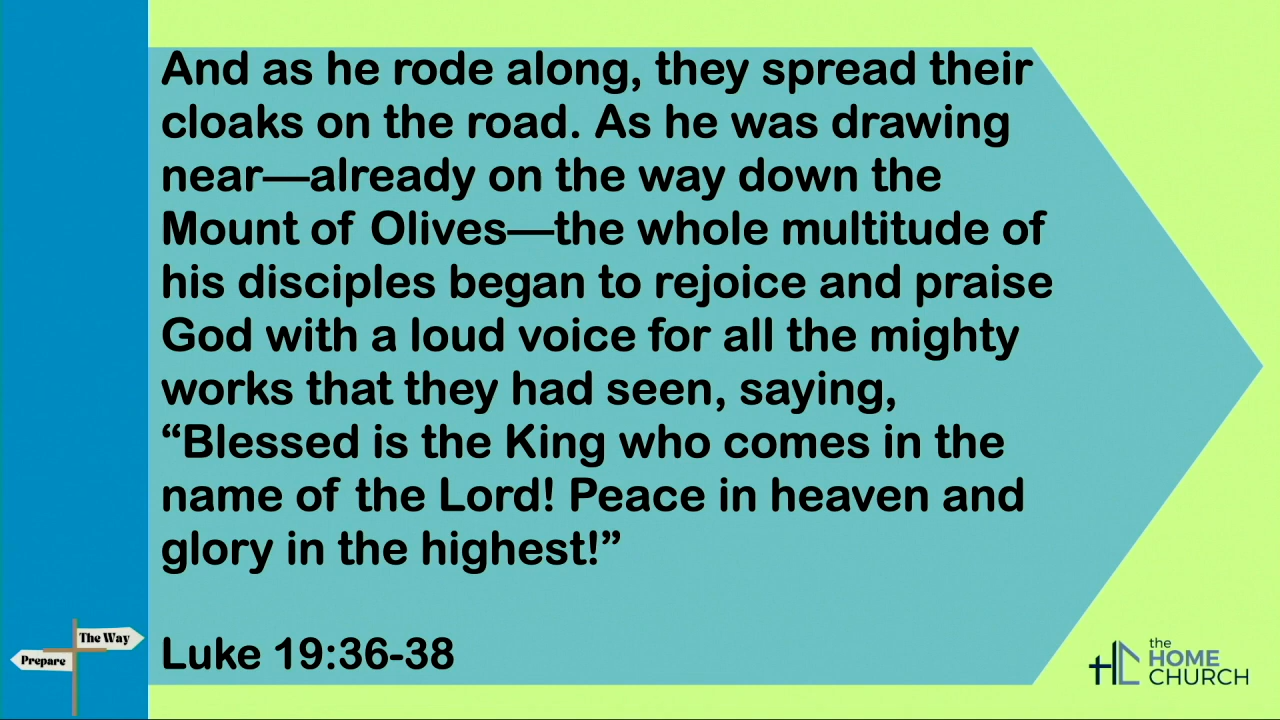 And as he rode along, they spread their
cloaks on the road. As he was drawing
near—already on the way down the
Mount of Olives—the whole multitude of
his disciples began to rejoice and praise
God with a loud voice for all the mighty
works that they had seen, saying,
“Blessed is the King who comes in the
name of the Lord! Peace in heaven and
glory in the highest!”
Luke 19:36-38
The Way
Prepare
the
HOME
CHURCH